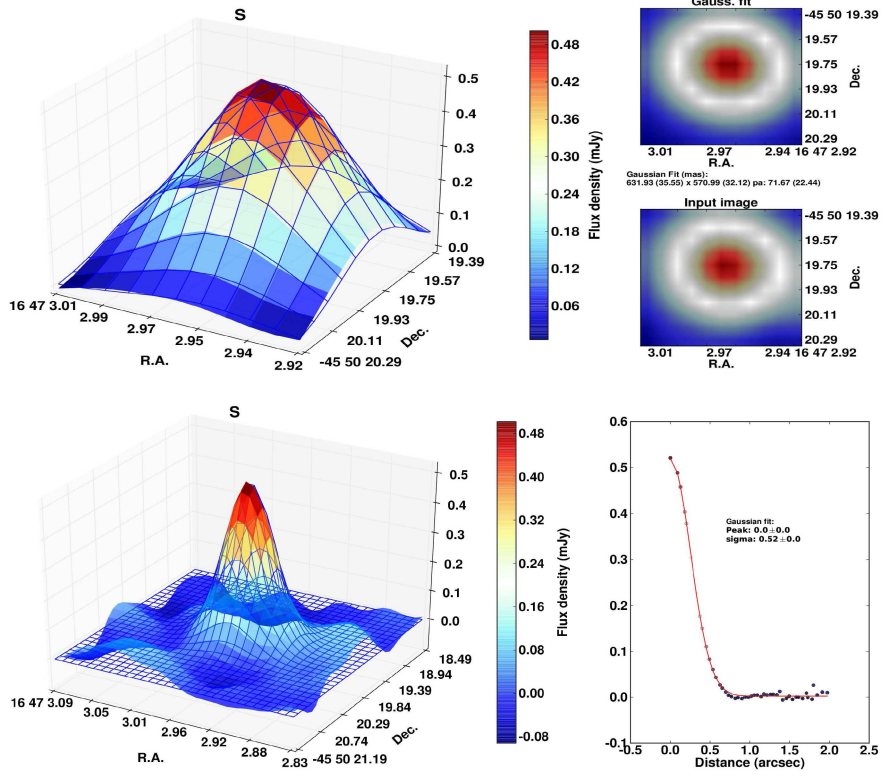 S
0.5
0.4
0.3
0.2
0.1
0.0
16 47 3.01
2.99
2.97
2.95
2.94
2.92
R.A.
-45 50 20.29
20.11
19.93
19.75
19.57
19.39
Dec.
0.48
0.42
0.36
0.30
0.24
0.18
0.12
0.06
Flux density (mJy)
Gauss. fit
-45 50 19.39
19.57
19.75
19.93
20.11
20.29
Dec.
3.01
2.97
2.94 16 47 2.92
R.A.
Gaussian Fit (mas):
631.93 (35.55) x 570.99 (32.12) pa: 71.67 (22.44)
Input image
-45 50 19.39
19.57
19.75
19.93
20.11
20.29
Dec.
3.01
2.97
2.94 16 47 2.92
R.A.
S
0.5
0.4
0.3
0.2
0.1
0.0
16 47 3.09
3.05
3.01
2.96
2.92
2.88
2.83
R.A.
-45 50 21.19
20.74
20.29
19.84
19.39
18.94
18.49
Dec.
0.48
0.40
0.32
0.24
0.16
0.08
0.00
-0.08
Flux density (mJy)
0.6
0.5
0.4
0.3
0.2
0.1
0.0
-0.1
Gaussian fit:
Peak: 0.0±0.0
sigma: 0.52±0.0
-0.5
0.0
0.5
1.0
1.5
2.0
2.5
Distance (arcsec)